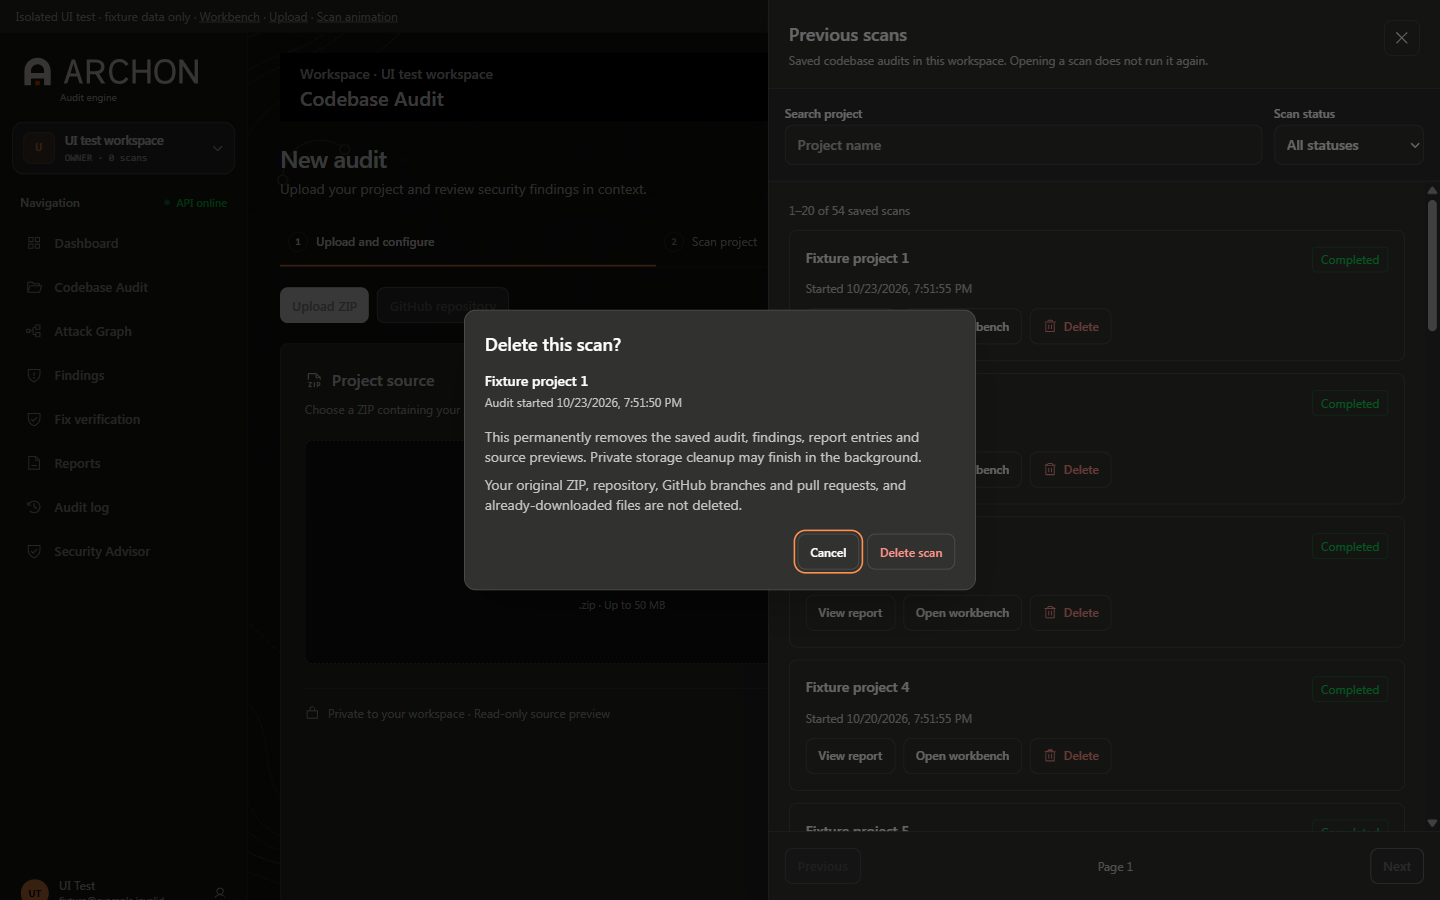 Isolated UI test · fixture data only · Workbench · Upload · Scan animation
ARCHON
Audit engine
U
UI test workspace
OWNER · 0 scans
Navigation
API online
Dashboard
Codebase Audit
Attack Graph
Findings
Fix verification
Reports
Audit log
Security Advisor
UT
UI Test
Workspace · UI test workspace
Codebase Audit
New audit
Upload your project and review security findings in context.
1 Upload and configure
2 Scan project
Upload ZIP
GitHub repository
ZIP
Project source
Choose a ZIP containing your
.zip · Up to 50 MB
Private to your workspace · Read-only source preview
Previous scans
Saved codebase audits in this workspace. Opening a scan does not run it again.
Search project
Project name
Scan status
All statuses
1–20 of 54 saved scans
Fixture project 1
Completed
Started 10/23/2026, 7:51:55 PM
bench
Delete
Completed
bench
Delete
Completed
View report
Open workbench
Delete
Fixture project 4
Completed
Started 10/20/2026, 7:51:55 PM
View report
Open workbench
Delete
Fixture project 5
Completed
Previous
Page 1
Next
Delete this scan?
Fixture project 1
Audit started 10/23/2026, 7:51:50 PM
This permanently removes the saved audit, findings, report entries and
source previews. Private storage cleanup may finish in the background.
Your original ZIP, repository, GitHub branches and pull requests, and
already-downloaded files are not deleted.
Cancel
Delete scan